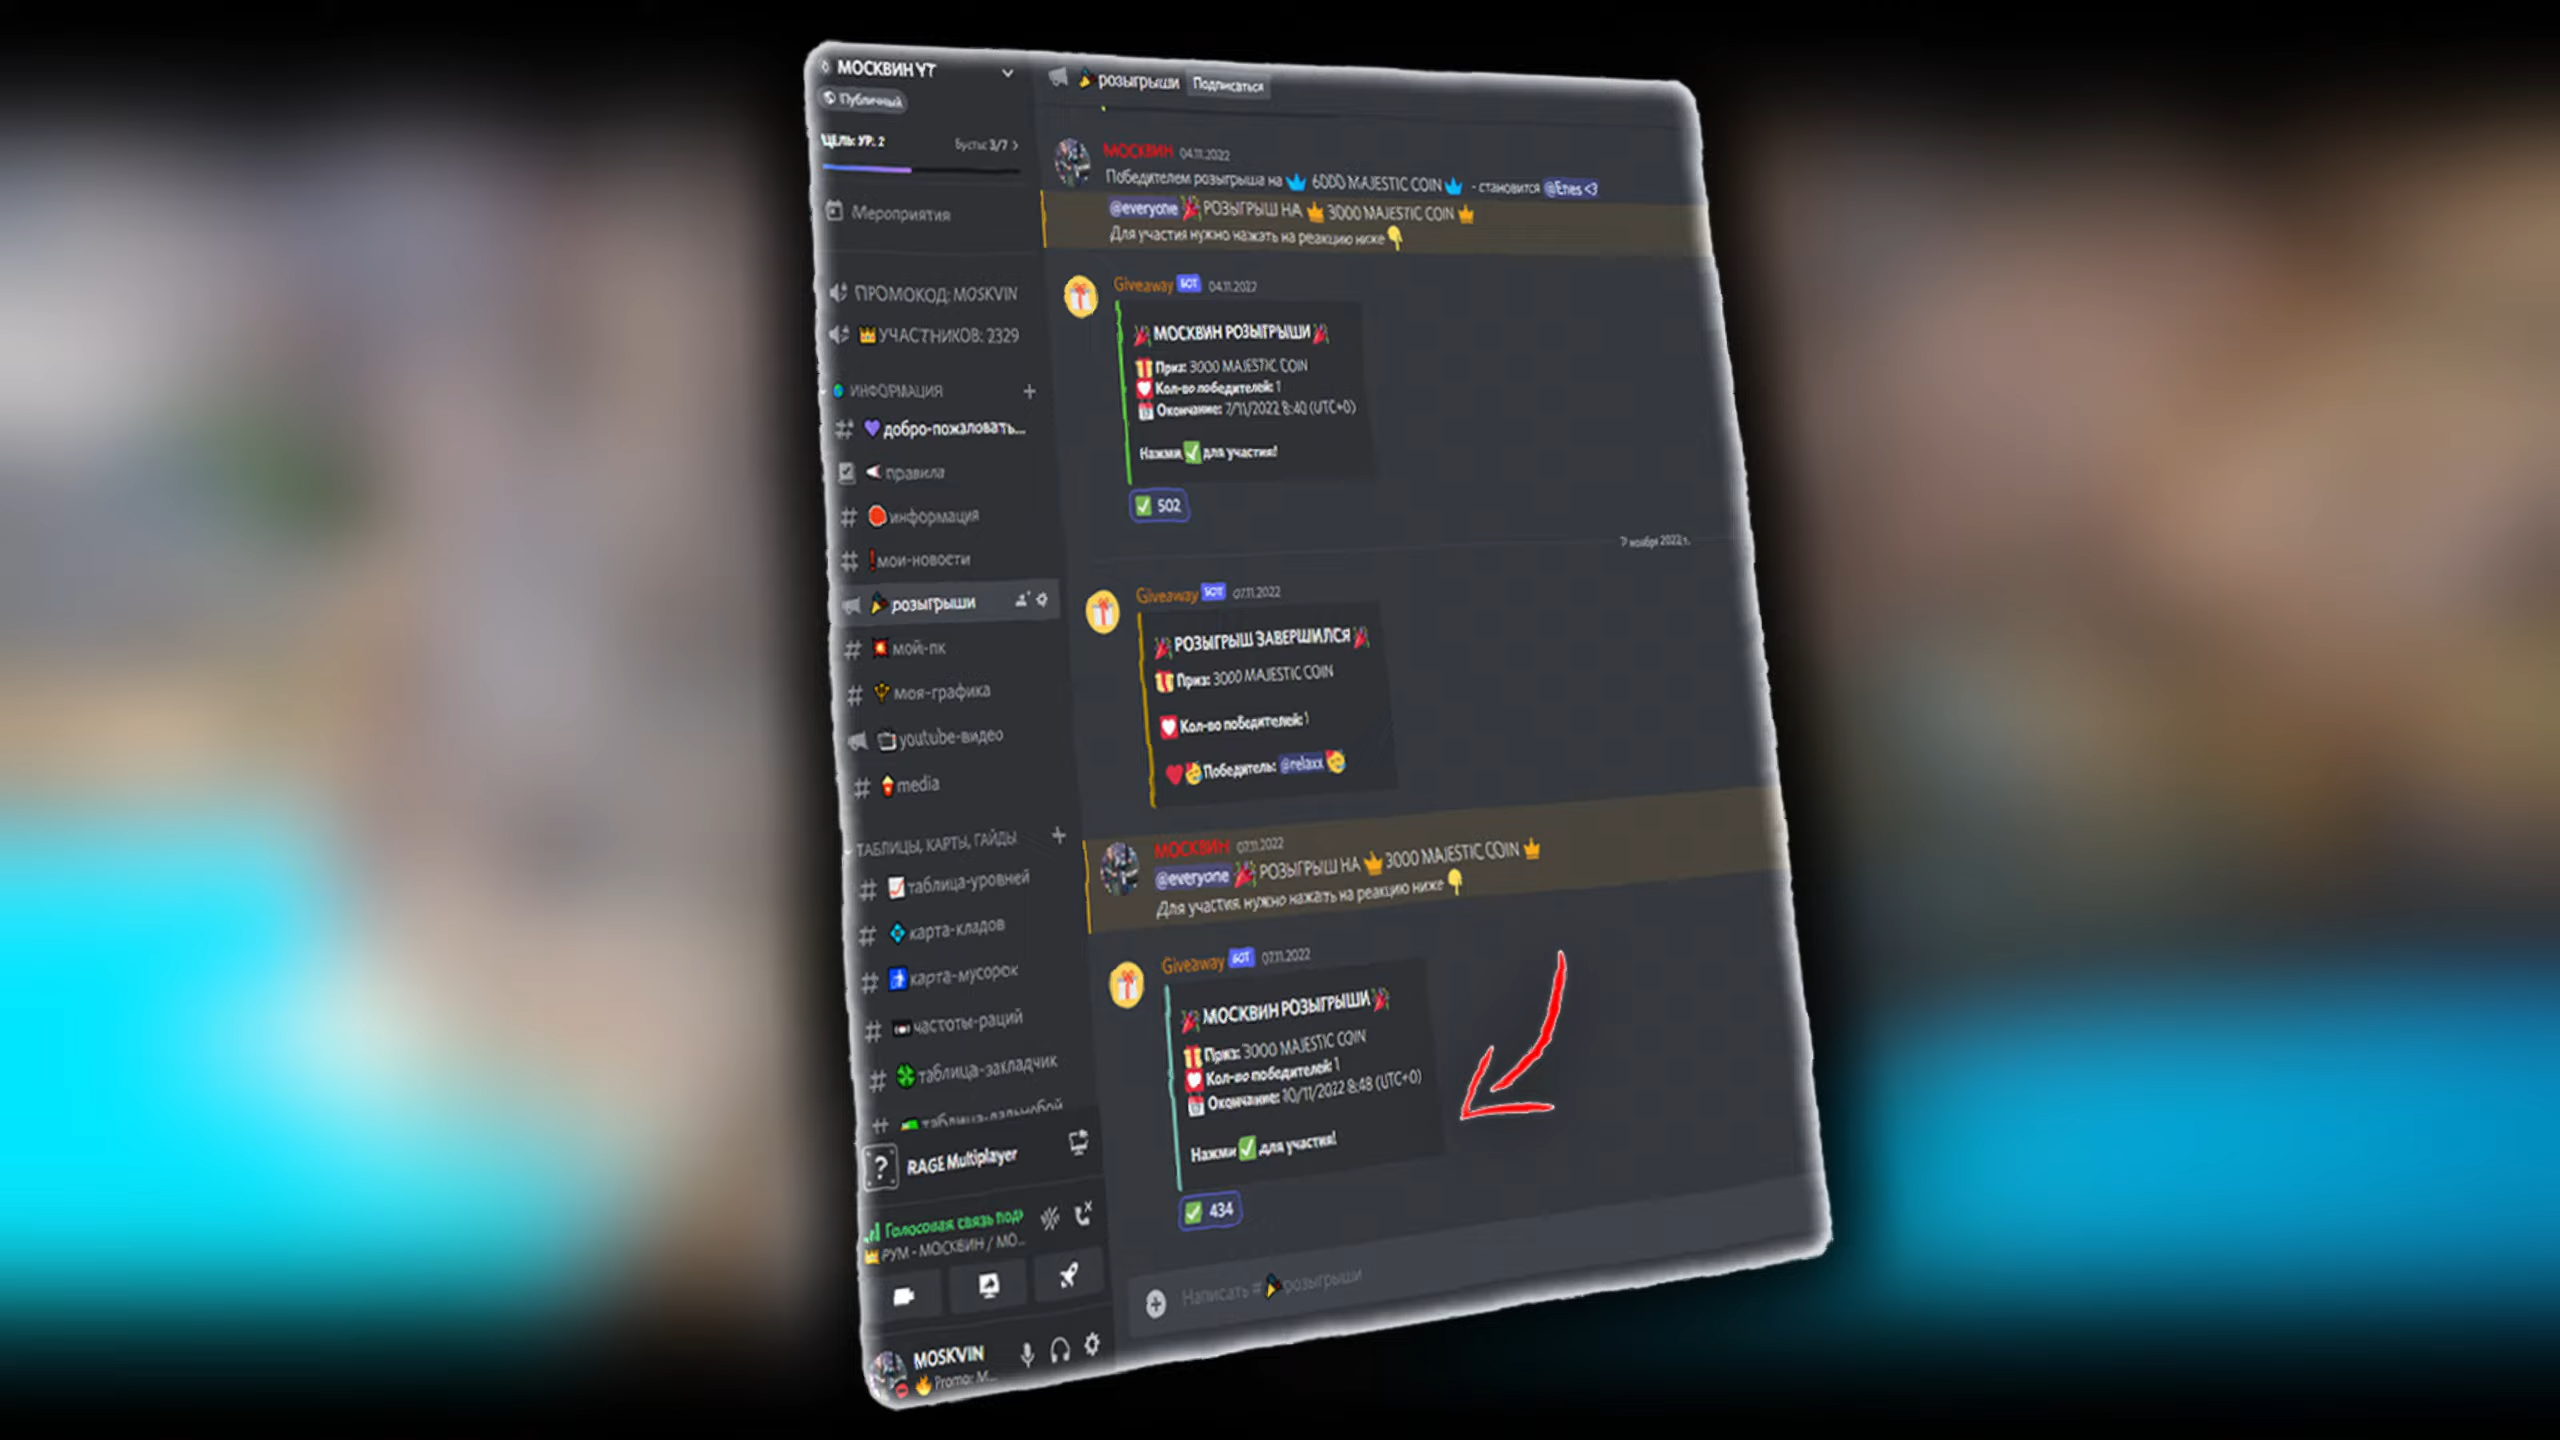 МОСКВИН YT
Публичный
ЦЕЛЬ: УР. 2
Бусты: 3/7
Мероприятия
ПРОМОКОД: MOSKVIN
УЧАСТНИКОВ: 2329
ИНФОРМАЦИЯ
добро-пожаловать...
правила
информация
мои-новости
розыгрыши
мой-пк
моя-графика
youtube-видео
media
ТАБЛИЦЫ, КАРТЫ, ГАЙДЫ
таблица-уровней
карта-кладов
карта-мусорок
частоты-раций
таблица-закладчик
таблица-дальнобой
RAGE Multiplayer
Голосовая связь подк
РУМ - МОСКВИН / МО...
MOSKVIN
Promo: M...
розыгрыши
Подписаться
МОСКВИН 04.11.2022
Победителем розыгрыша на 6000 MAJESTIC COIN - становится @Enes <3
@everyone РОЗЫГРЫШ НА 3000 MAJESTIC COIN
Для участия нужно нажать на реакцию ниже
Giveaway БОТ 04.11.2022
МОСКВИН РОЗЫГРЫШИ
Приз: 3000 MAJESTIC COIN
Кол-во победителей: 1
Окончание: 7/11/2022 8:40 (UTC+0)
Нажми ✅ для участия!
✅ 502
7 ноября 2022 г.
Giveaway БОТ 07.11.2022
РОЗЫГРЫШ ЗАВЕРШИЛСЯ
Приз: 3000 MAJESTIC COIN
Кол-во победителей: 1
Победитель: @relaxx
МОСКВИН 07.11.2022
@everyone РОЗЫГРЫШ НА 3000 MAJESTIC COIN
Для участия нужно нажать на реакцию ниже
Giveaway БОТ 07.11.2022
МОСКВИН РОЗЫГРЫШИ
Приз: 3000 MAJESTIC COIN
Кол-во победителей: 1
Окончание: 10/11/2022 8:48 (UTC+0)
Нажми ✅ для участия!
✅ 434
Написать # розыгрыши